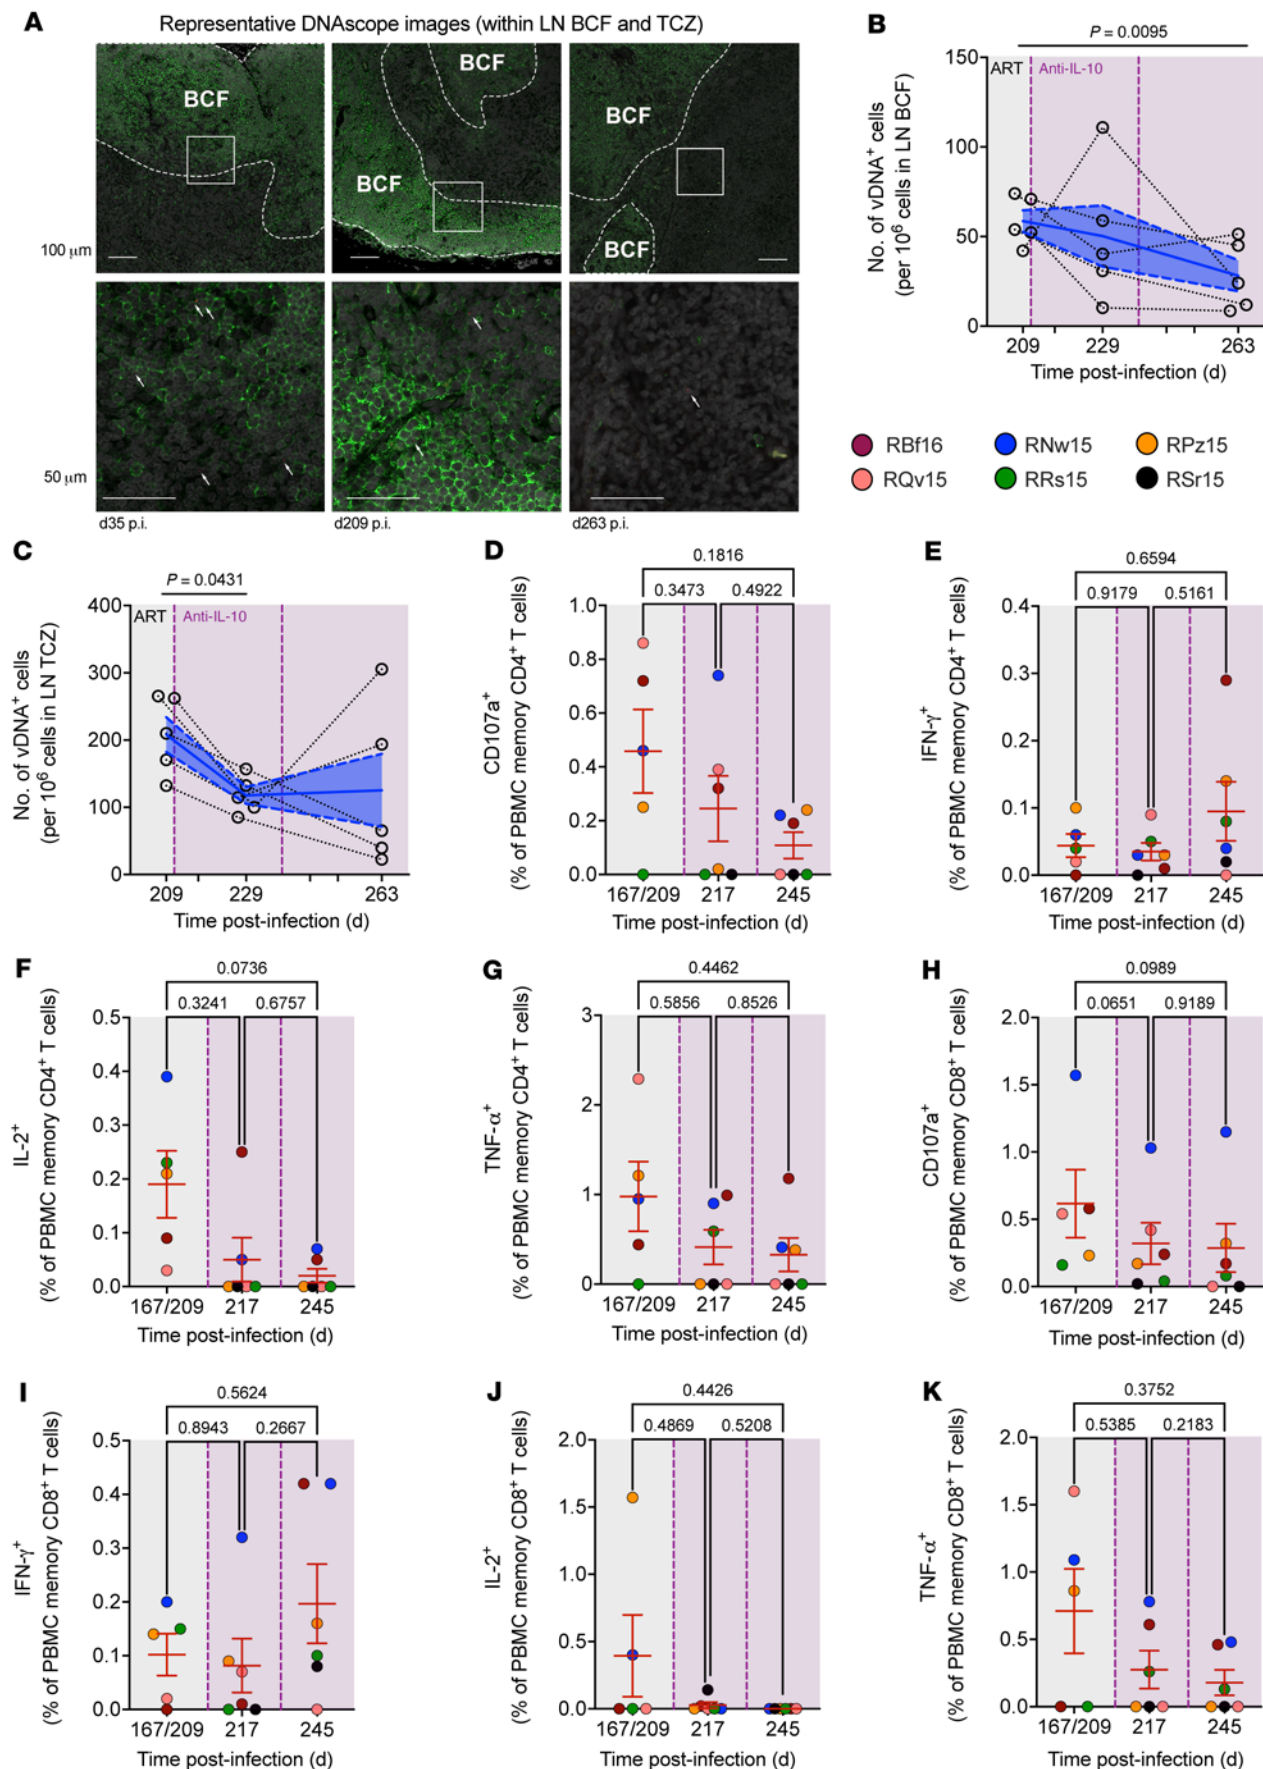 A
Representative DNAscope images (within LN BCF and TCZ)
BCF
BCF
BCF
BCF
BCF
100 μm
50 μm
d35 p.i.
d209 p.i.
d263 p.i.
B
P = 0.0095
ART
Anti-IL-10
No. of vDNA⁺ cells
(per 10⁶ cells in LN BCF)
150
100
50
0
209
229
263
Time post-infection (d)
RBf16
RNw15
RPz15
RQv15
RRs15
RSr15
C
P = 0.0431
ART
Anti-IL-10
No. of vDNA⁺ cells
(per 10⁶ cells in LN TCZ)
400
300
200
100
0
209
229
263
Time post-infection (d)
D
0.1816
0.3473
0.4922
CD107a⁺
(% of PBMC memory CD4⁺ T cells)
1.0
0.8
0.6
0.4
0.2
0.0
167/209
217
245
Time post-infection (d)
E
0.6594
0.9179
0.5161
IFN-γ⁺
(% of PBMC memory CD4⁺ T cells)
0.4
0.3
0.2
0.1
0.0
167/209
217
245
Time post-infection (d)
F
0.0736
0.3241
0.6757
IL-2⁺
(% of PBMC memory CD4⁺ T cells)
0.5
0.4
0.3
0.2
0.1
0.0
167/209
217
245
Time post-infection (d)
G
0.4462
0.5856
0.8526
TNF-α⁺
(% of PBMC memory CD4⁺ T cells)
3
2
1
0
167/209
217
245
Time post-infection (d)
H
0.0989
0.0651
0.9189
CD107a⁺
(% of PBMC memory CD8⁺ T cells)
2.0
1.5
1.0
0.5
0.0
167/209
217
245
Time post-infection (d)
I
0.5624
0.8943
0.2667
IFN-γ⁺
(% of PBMC memory CD8⁺ T cells)
0.5
0.4
0.3
0.2
0.1
0.0
167/209
217
245
Time post-infection (d)
J
0.4426
0.4869
0.5208
IL-2⁺
(% of PBMC memory CD8⁺ T cells)
2.0
1.5
1.0
0.5
0.0
167/209
217
245
Time post-infection (d)
K
0.3752
0.5385
0.2183
TNF-α⁺
(% of PBMC memory CD8⁺ T cells)
2.0
1.5
1.0
0.5
0.0
167/209
217
245
Time post-infection (d)